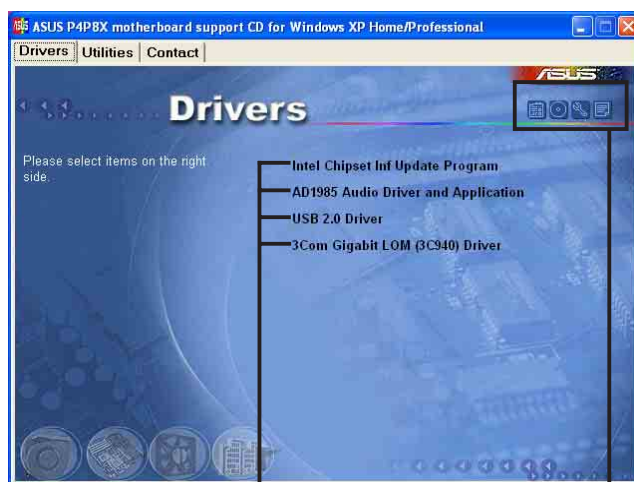 ASUS P4P8X motherboard support CD for Windows XP Home/Professional
Drivers Utilities Contact
ASUS
Drivers
Please select items on the right
side.
Intel Chipset Inf Update Program
AD1985 Audio Driver and Application
USB 2.0 Driver
3Com Gigabit LOM (3C940) Driver